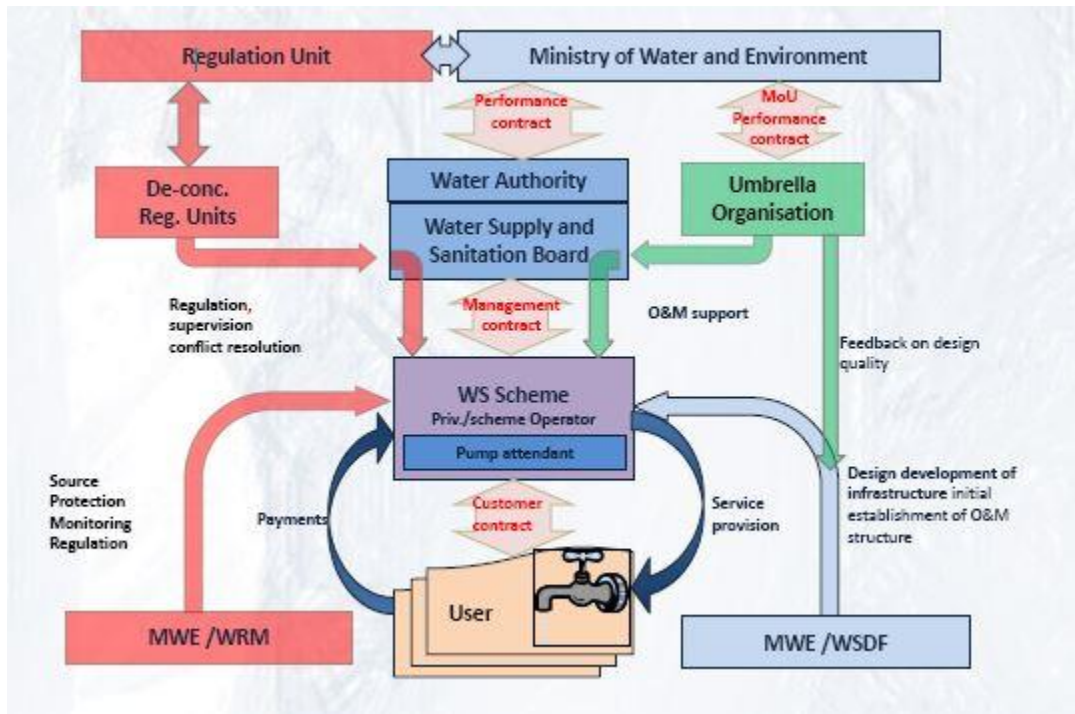 Regulation Unit
Ministry of Water and Environment
Performance
contract
MoU
Performance
contract
De-conc.
Reg. Units
Water Authority
Water Supply and
Sanitation Board
Umbrella
Organisation
Regulation,
supervision
conflict resolution
Management
contract
O&M support
Feedback on design
quality
WS Scheme
Priv./scheme Operator
Pump attendant
Source
Protection
Monitoring
Regulation
Payments
Customer
contract
Service
provision
Design development of
infrastructure initial
establishment of O&M
structure
User
MWE /WRM
MWE /WSDF